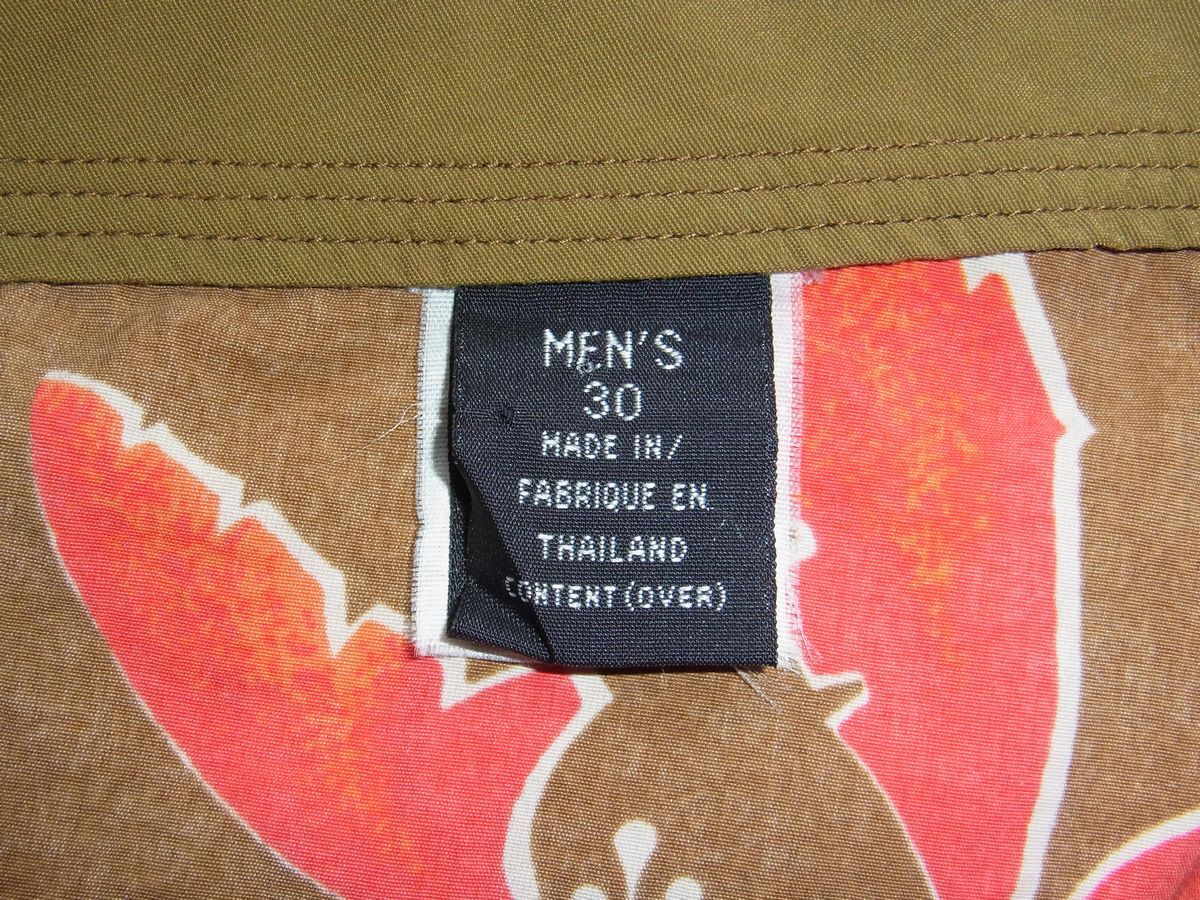 MEN'S
30
MADE IN/
FABRIQUE EN.
THAILAND
CONTENT(OVER)